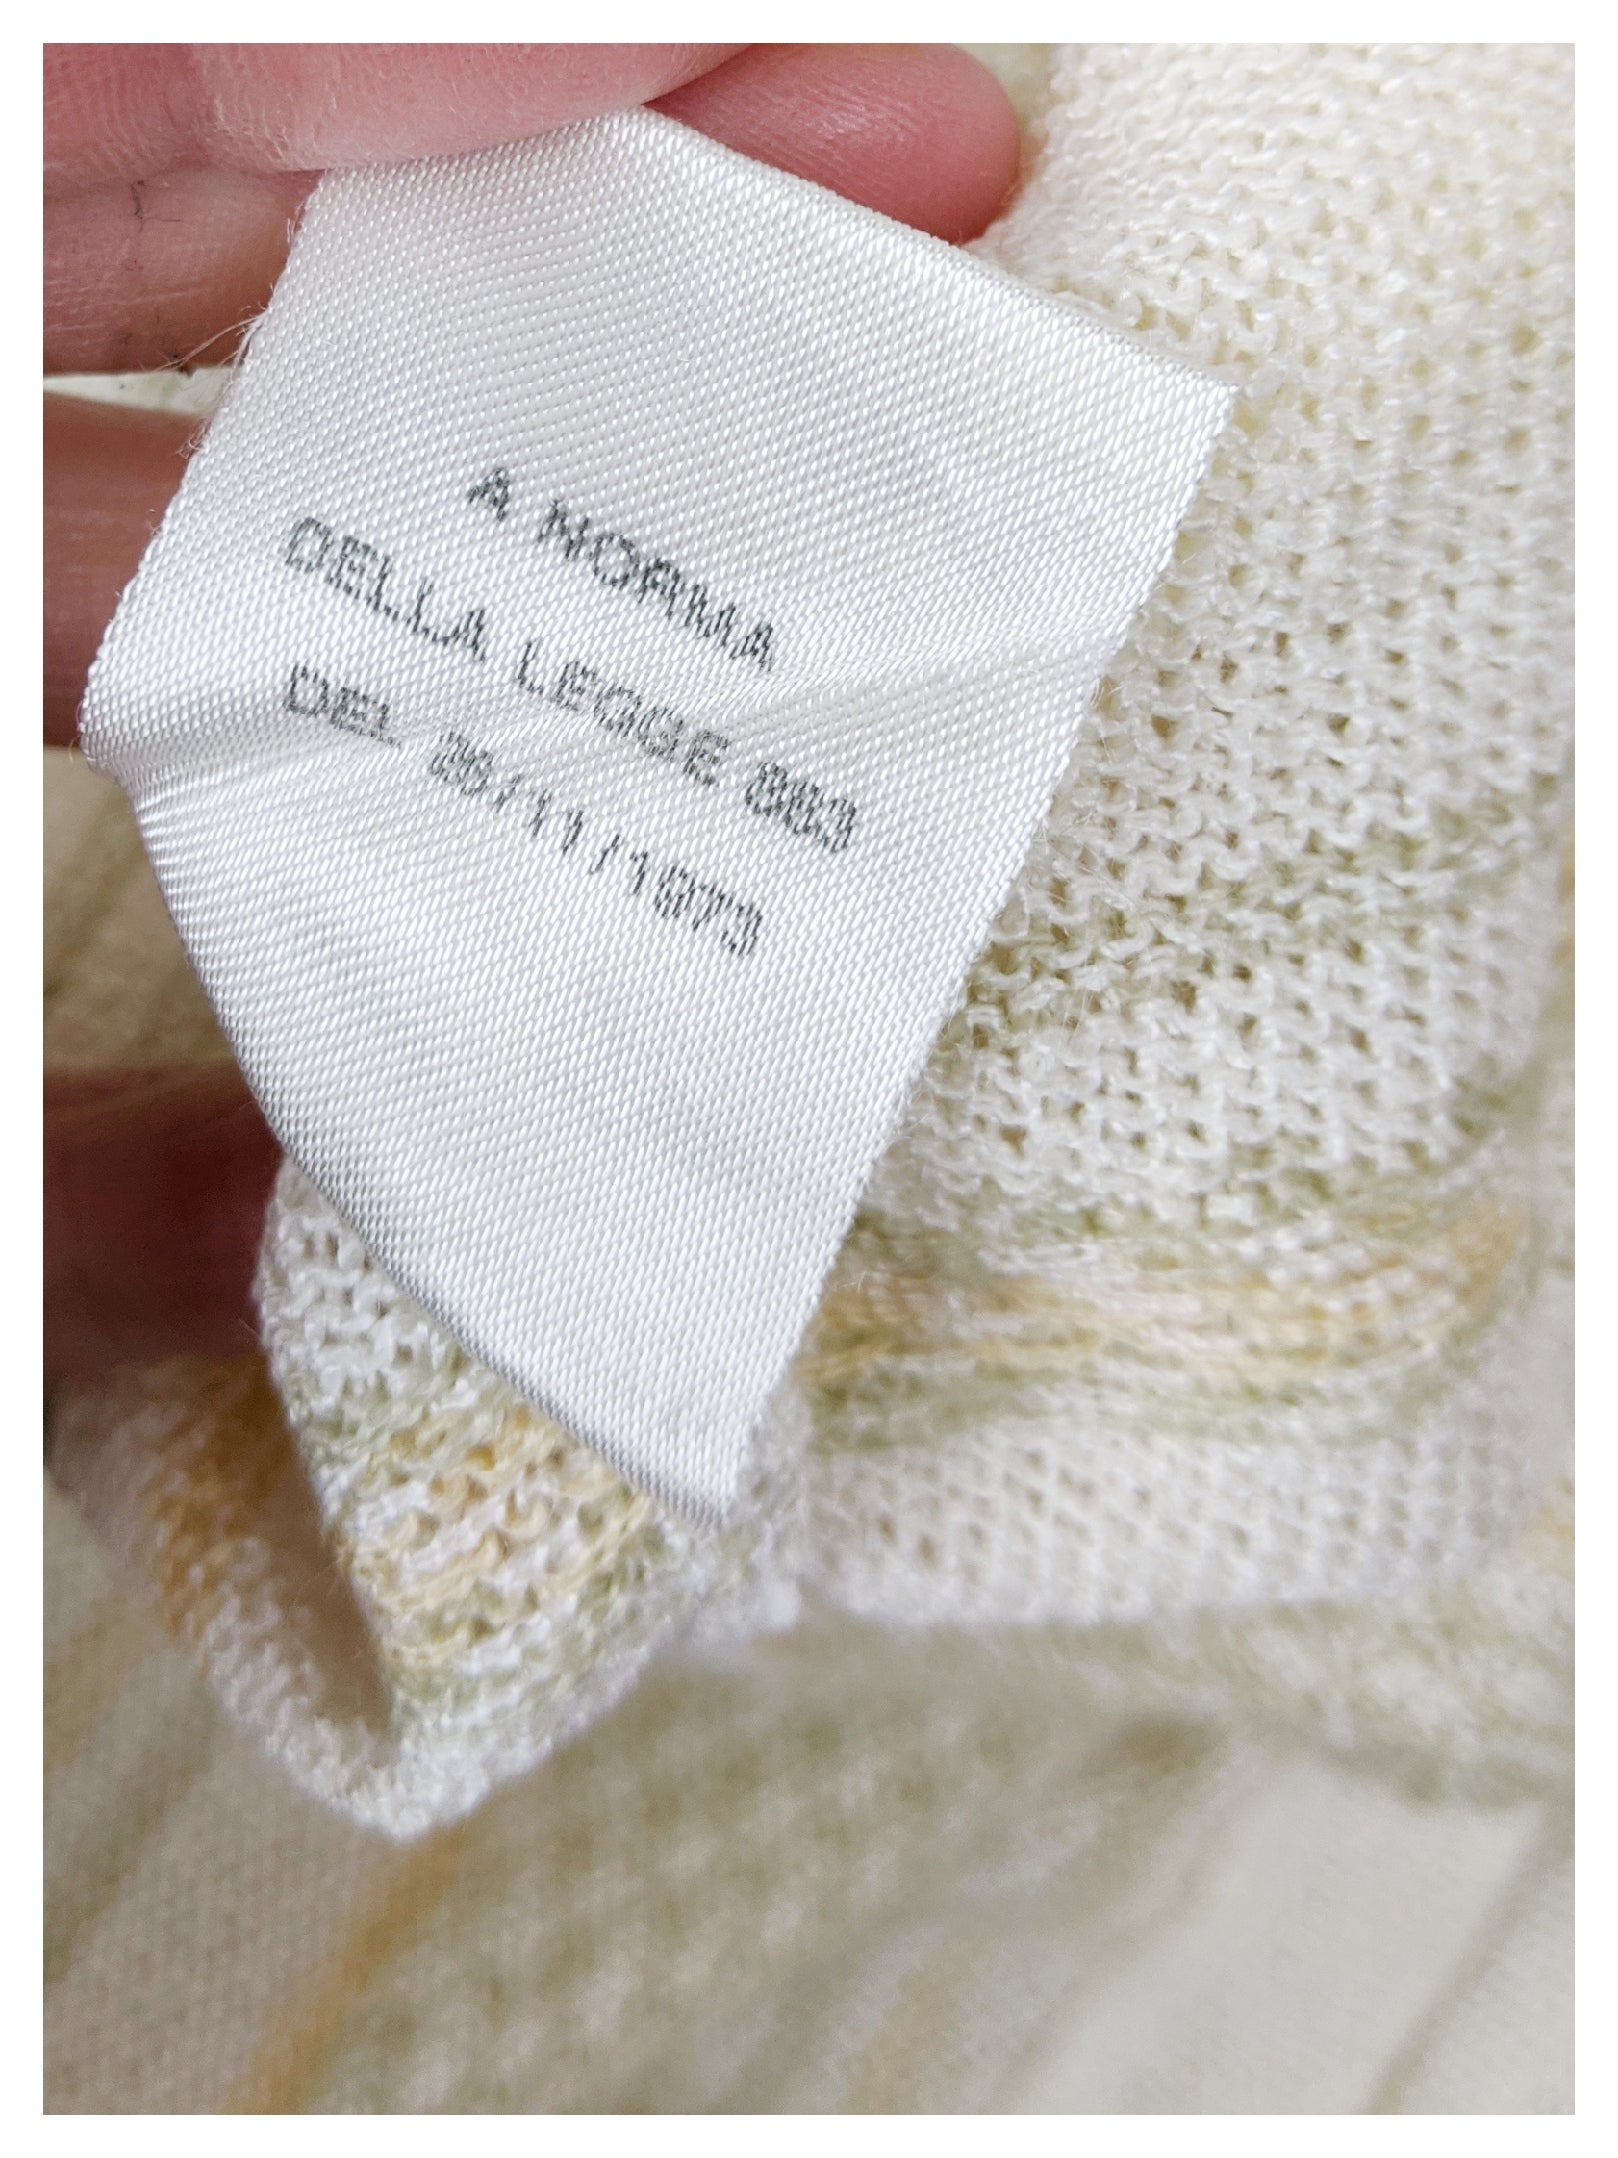 A NORMA
DELLA LEGGE 883
DEL 26/11/1973